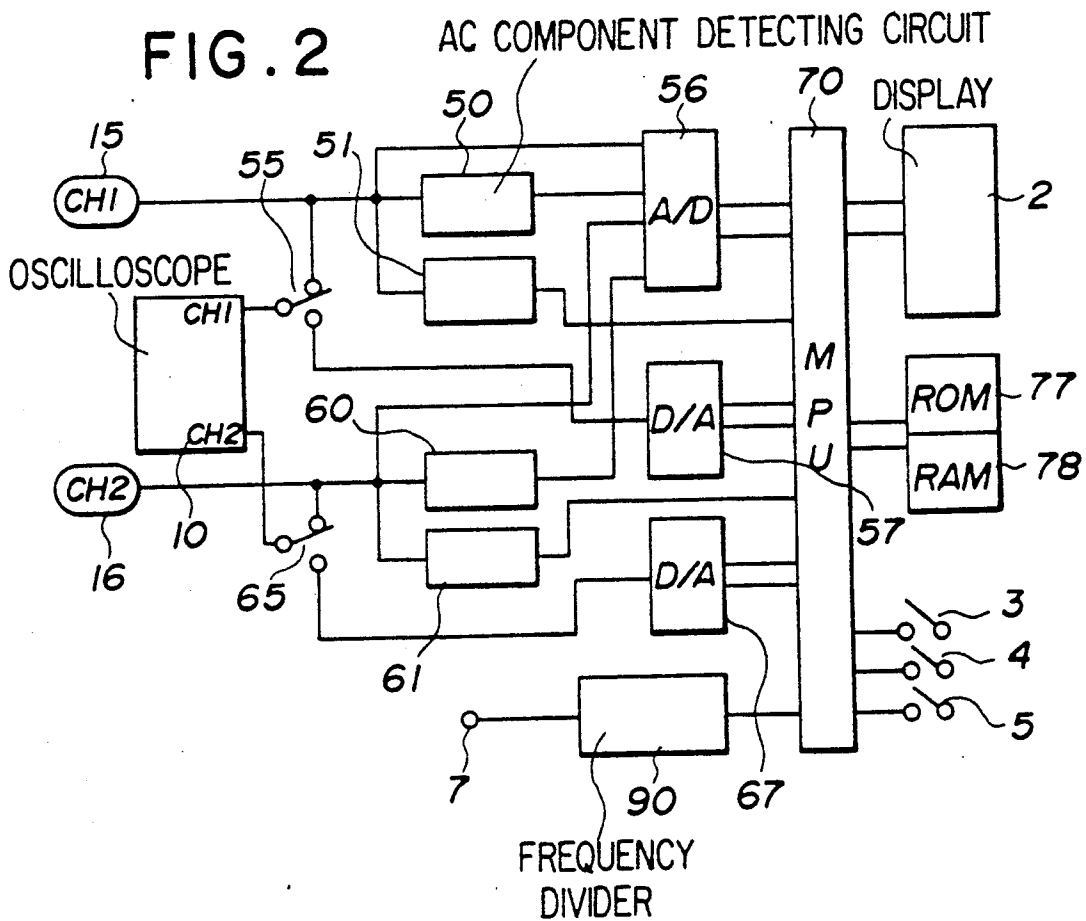 FIG. 2
AC COMPONENT DETECTING CIRCUIT
15
55
51
50
56
70
DISPLAY
CH1
A/D
2
OSCILLOSCOPE
CH1
MPU
60
D/A
ROM
77
CH2
RAM
78
CH2
10
57
16
65
D/A
3
61
4
5
7
90
67
FREQUENCY
DIVIDER